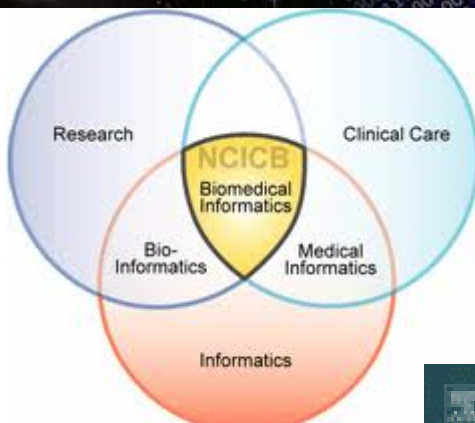 Research
Clinical Care
NCICB
Biomedical
Informatics
Bio-
Informatics
Medical
Informatics
Informatics